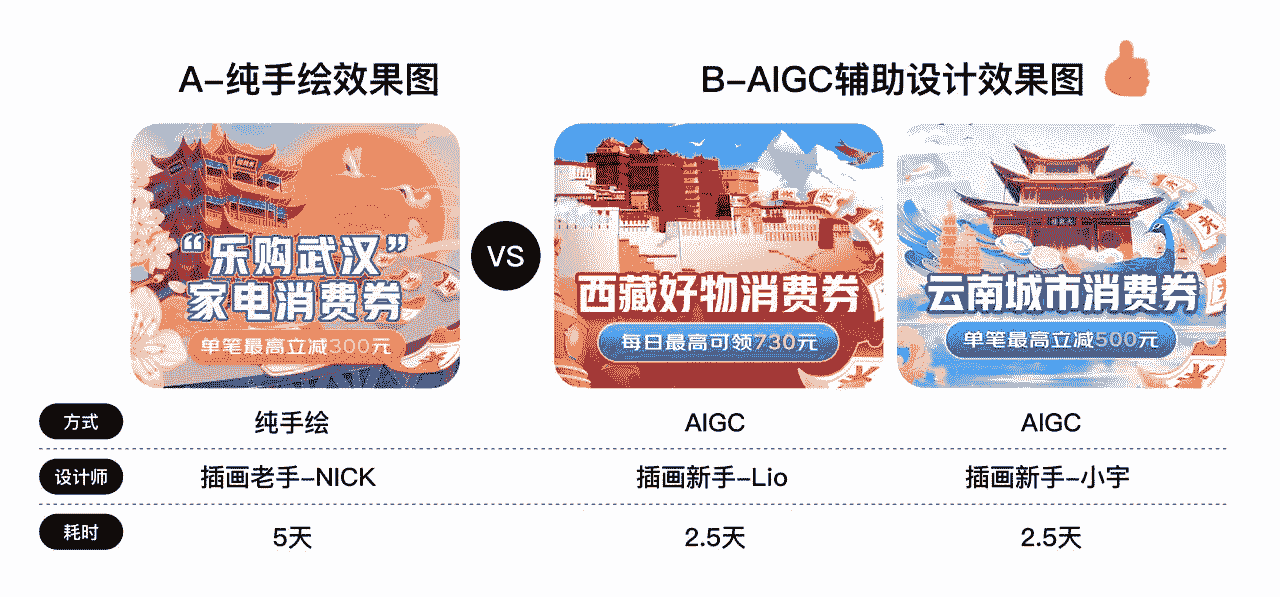 A-纯手绘效果图
B-AIGC辅助设计效果图
“乐购武汉”
家电消费券
单笔最高立减300元
VS
西藏好物消费券
每日最高可领730元
云南城市消费券
单笔最高立减500元
方式
纯手绘
AIGC
AIGC
设计师
插画老手-NICK
插画新手-Lio
插画新手-小宇
耗时
5天
2.5天
2.5天